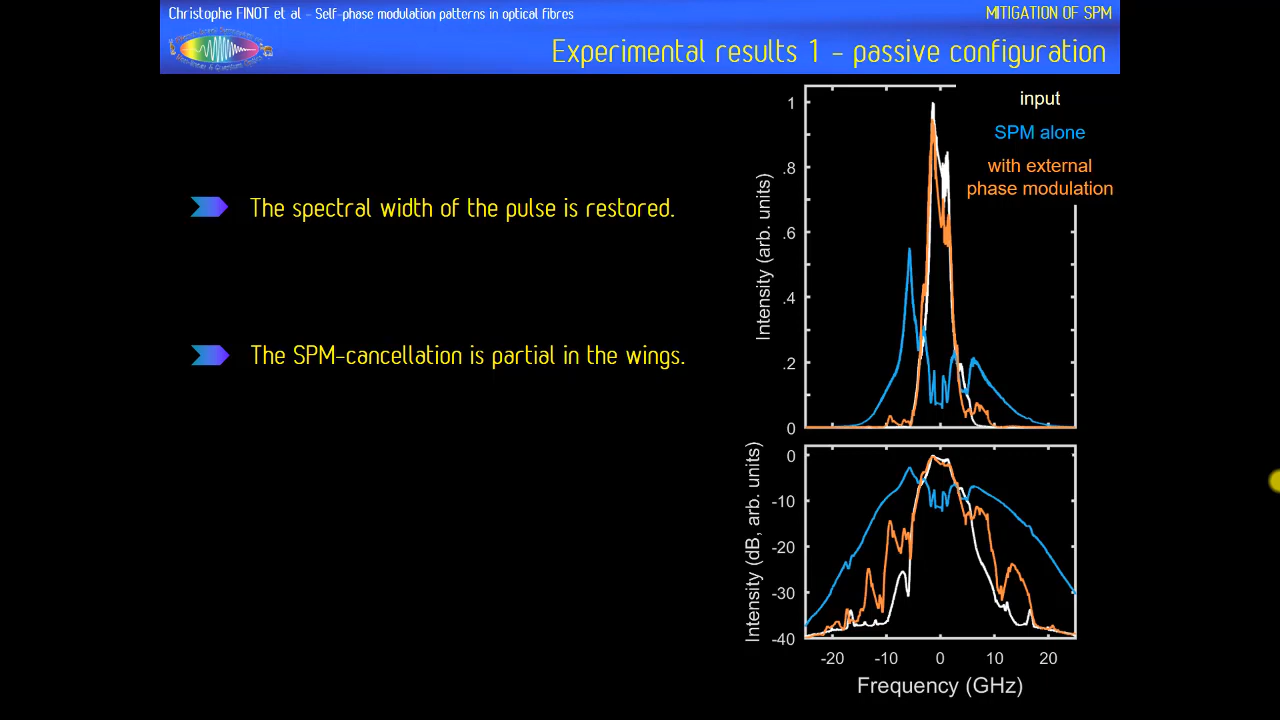 Christophe FINOT et al – Self-phase modulation patterns in optical fibres
MITIGATION OF SPM
Experimental results 1 - passive configuration
The spectral width of the pulse is restored.
The SPM-cancellation is partial in the wings.
input
SPM alone
with external
phase modulation
Intensity (arb. units)
1
.8
.6
.4
.2
0
Intensity (dB, arb. units)
0
-10
-20
-30
-40
-20 -10 0 10 20
Frequency (GHz)